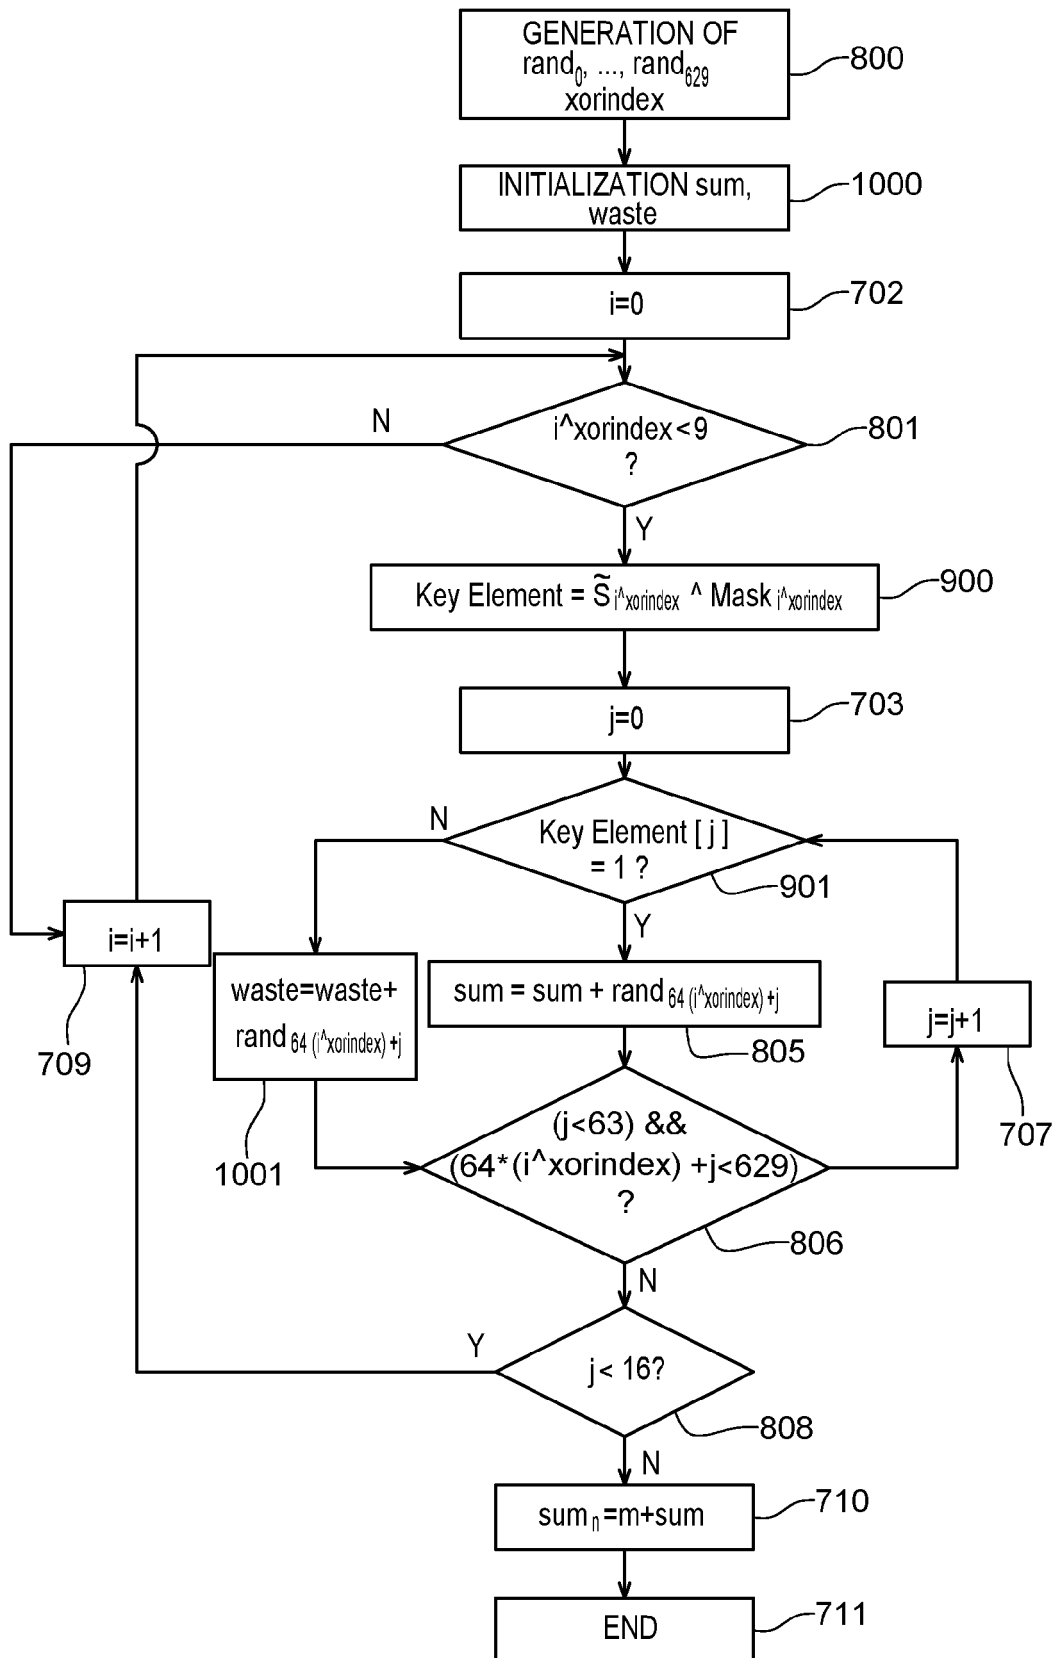 GENERATION OF
rand0, ..., rand629
xorindex
800
INITIALIZATION sum,
waste
1000
i=0
702
N
i^xorindex<9
?
801
Y
Key Element = S̃ i^xorindex ^ Mask i^xorindex
900
j=0
703
N
Key Element [ j ]
= 1 ?
901
Y
i=i+1
709
waste=waste+
rand 64 (i^xorindex) +j
1001
sum = sum + rand 64 (i^xorindex) +j
805
j=j+1
707
(j<63) &&
(64*(i^xorindex) +j<629)
?
806
N
Y
j< 16?
808
N
sum n =m+sum
710
END
711